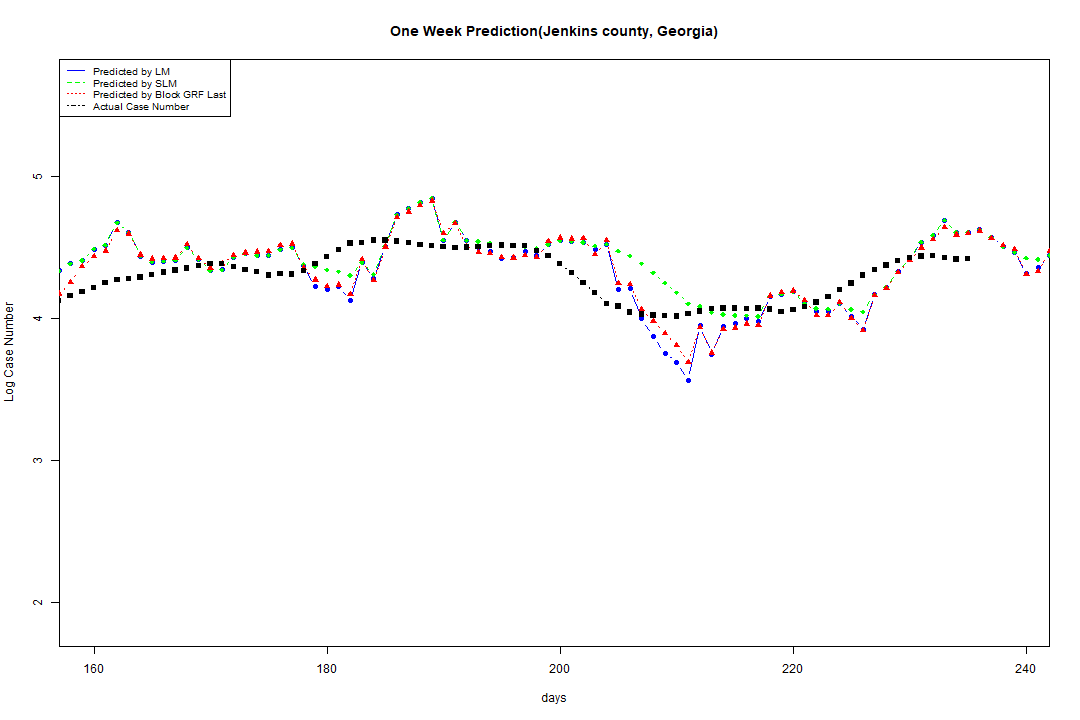 One Week Prediction(Jenkins county, Georgia)
Predicted by LM
Predicted by SLM
Predicted by Block GRF Last
Actual Case Number
5
4
3
2
Log Case Number
160 180 200 220 240
days